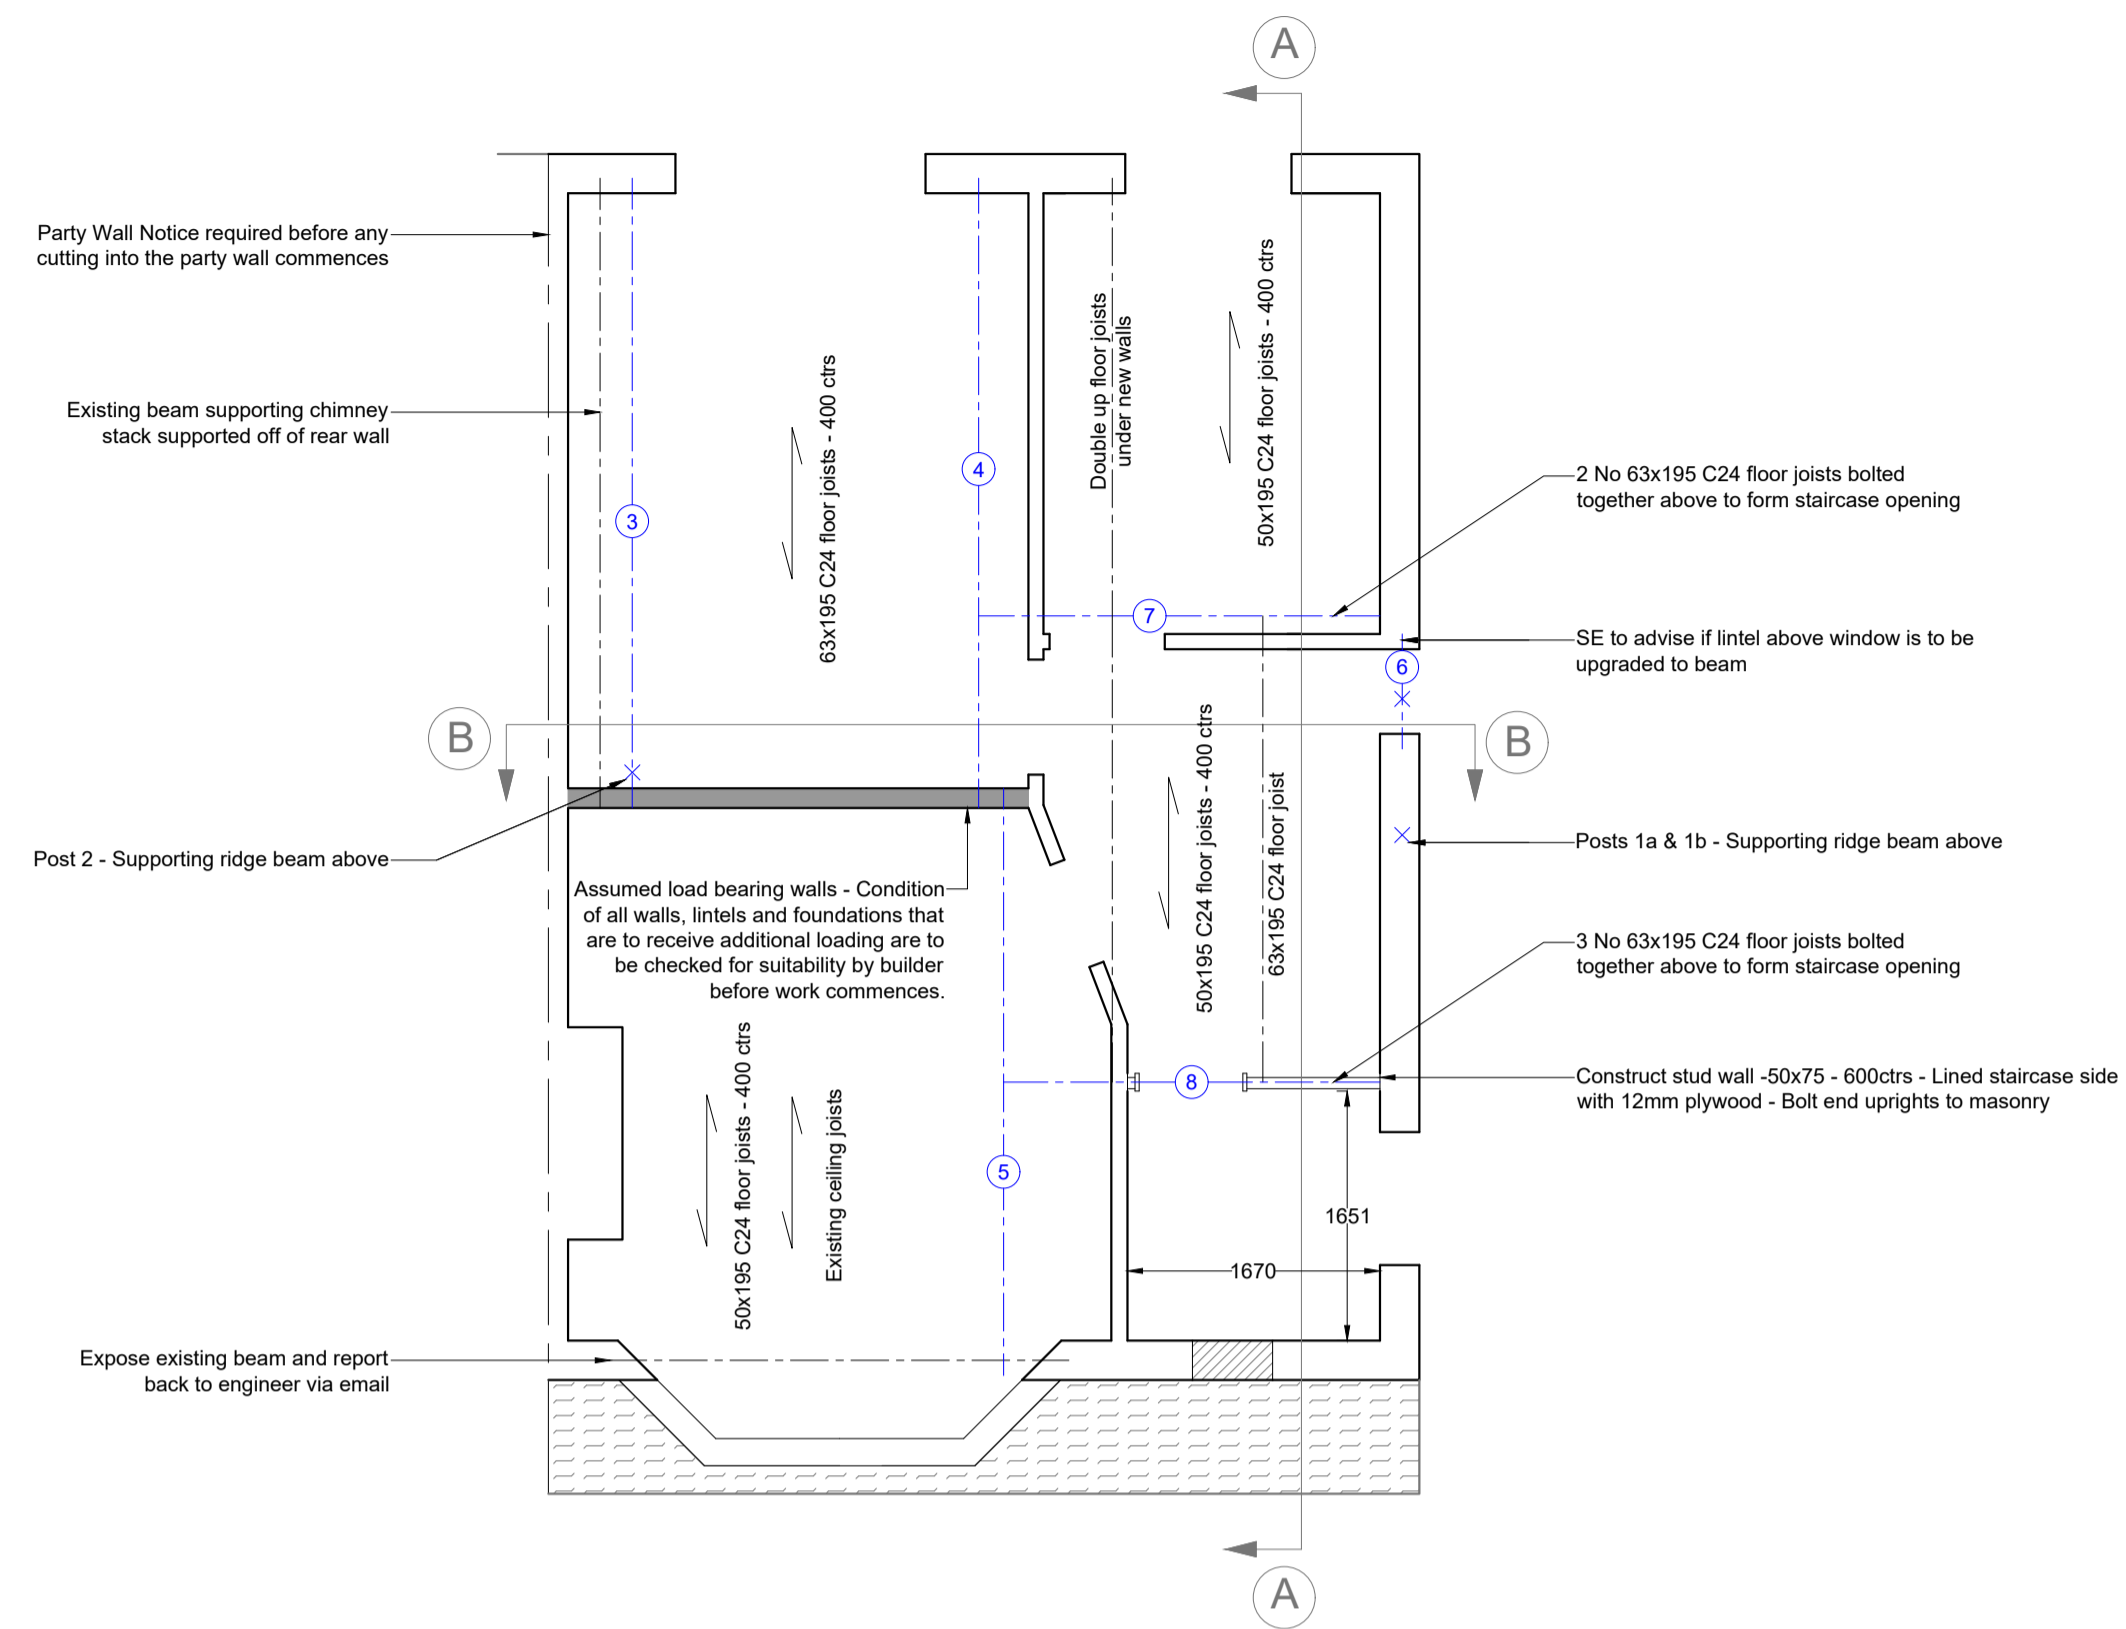 A
Party Wall Notice required before any
cutting into the party wall commences
Existing beam supporting chimney
stack supported off of rear wall
63x195 C24 floor joists - 400 ctrs
Double up floor joists
under new walls
50x195 C24 floor joists - 400 ctrs
3
4
2 No 63x195 C24 floor joists bolted
together above to form staircase opening
7
SE to advise if lintel above window is to be
upgraded to beam
6
B
B
50x195 C24 floor joists - 400 ctrs
63x195 C24 floor joist
Post 2 - Supporting ridge beam above
Posts 1a & 1b - Supporting ridge beam above
Assumed load bearing walls - Condition
of all walls, lintels and foundations that
are to receive additional loading are to
be checked for suitability by builder
before work commences.
3 No 63x195 C24 floor joists bolted
together above to form staircase opening
8
Construct stud wall -50x75 - 600ctrs - Lined staircase side
with 12mm plywood - Bolt end uprights to masonry
50x195 C24 floor joists - 400 ctrs
Existing ceiling joists
5
1651
1670
Expose existing beam and report
back to engineer via email
A